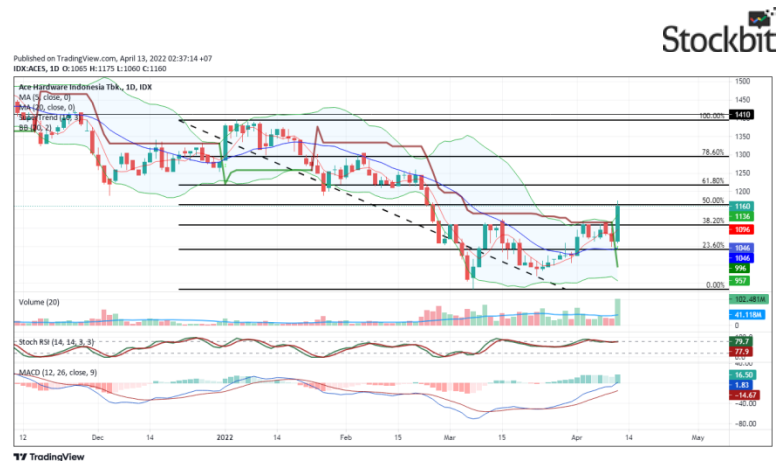 Stockbit
Published on TradingView.com, April 13, 2022 02:37:14 +07
IDX:ACES, 1D O:1065 H:1175 L:1060 C:1160
Ace Hardware Indonesia Tbk., 1D, IDX
MA (5, close, 0)
MA (20, close, 0)
BB (20, 2)
1500
1450
1410
100.00%
1350
1300
78.60%
1250
61.80%
1200
50.00%
1160
1136
38.20%
1096
23.60%
1046
1046
996
957
0.00%
Volume (20)
102.481M
41.118M
0
Stoch RSI (14, 14, 3, 3)
79.7
77.9
MACD (12, 26, close, 9)
16.50
1.83
-14.67
-40.00
-80.00
12 Dec 14 2022 14 Feb 15 Mar 15 Apr 14 May
TradingView